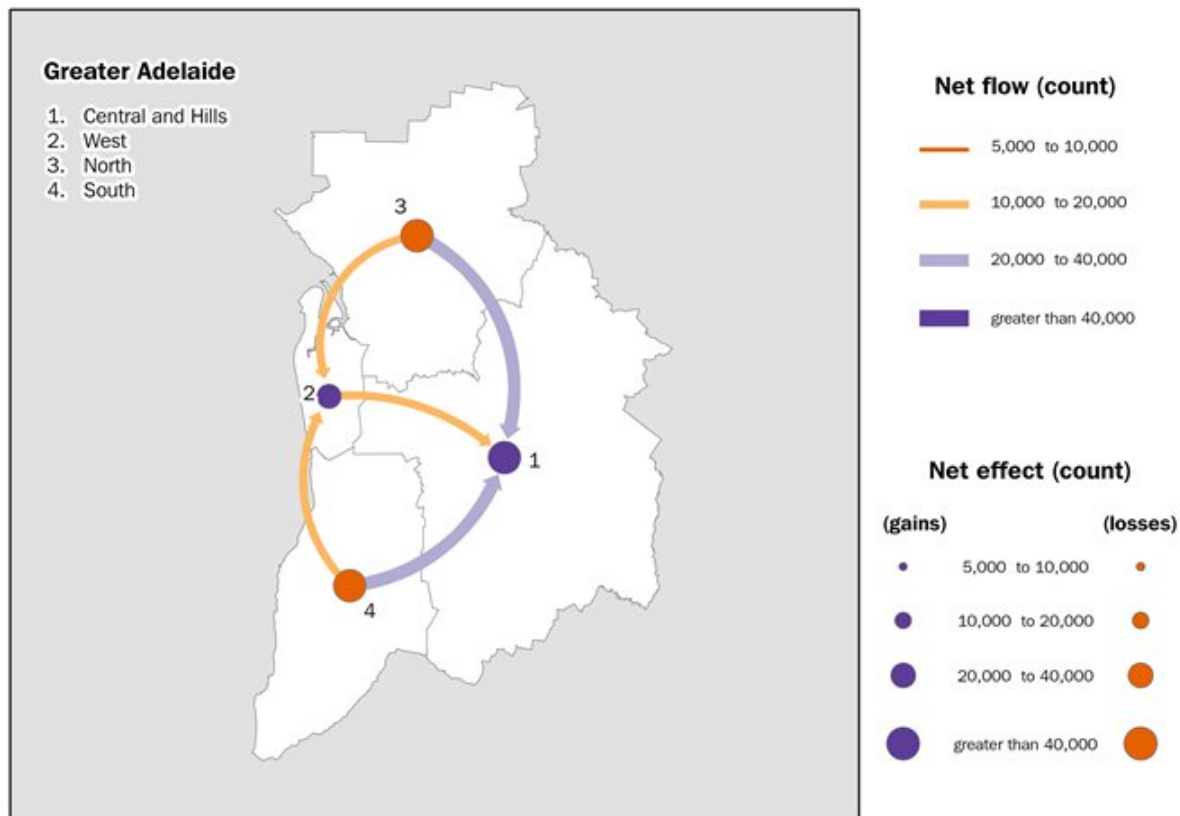 Greater Adelaide
1. Central and Hills
2. West
3. North
4. South
3
2
1
4
Net flow (count)
5,000 to 10,000
10,000 to 20,000
20,000 to 40,000
greater than 40,000
Net effect (count)
(gains) (losses)
5,000 to 10,000
10,000 to 20,000
20,000 to 40,000
greater than 40,000